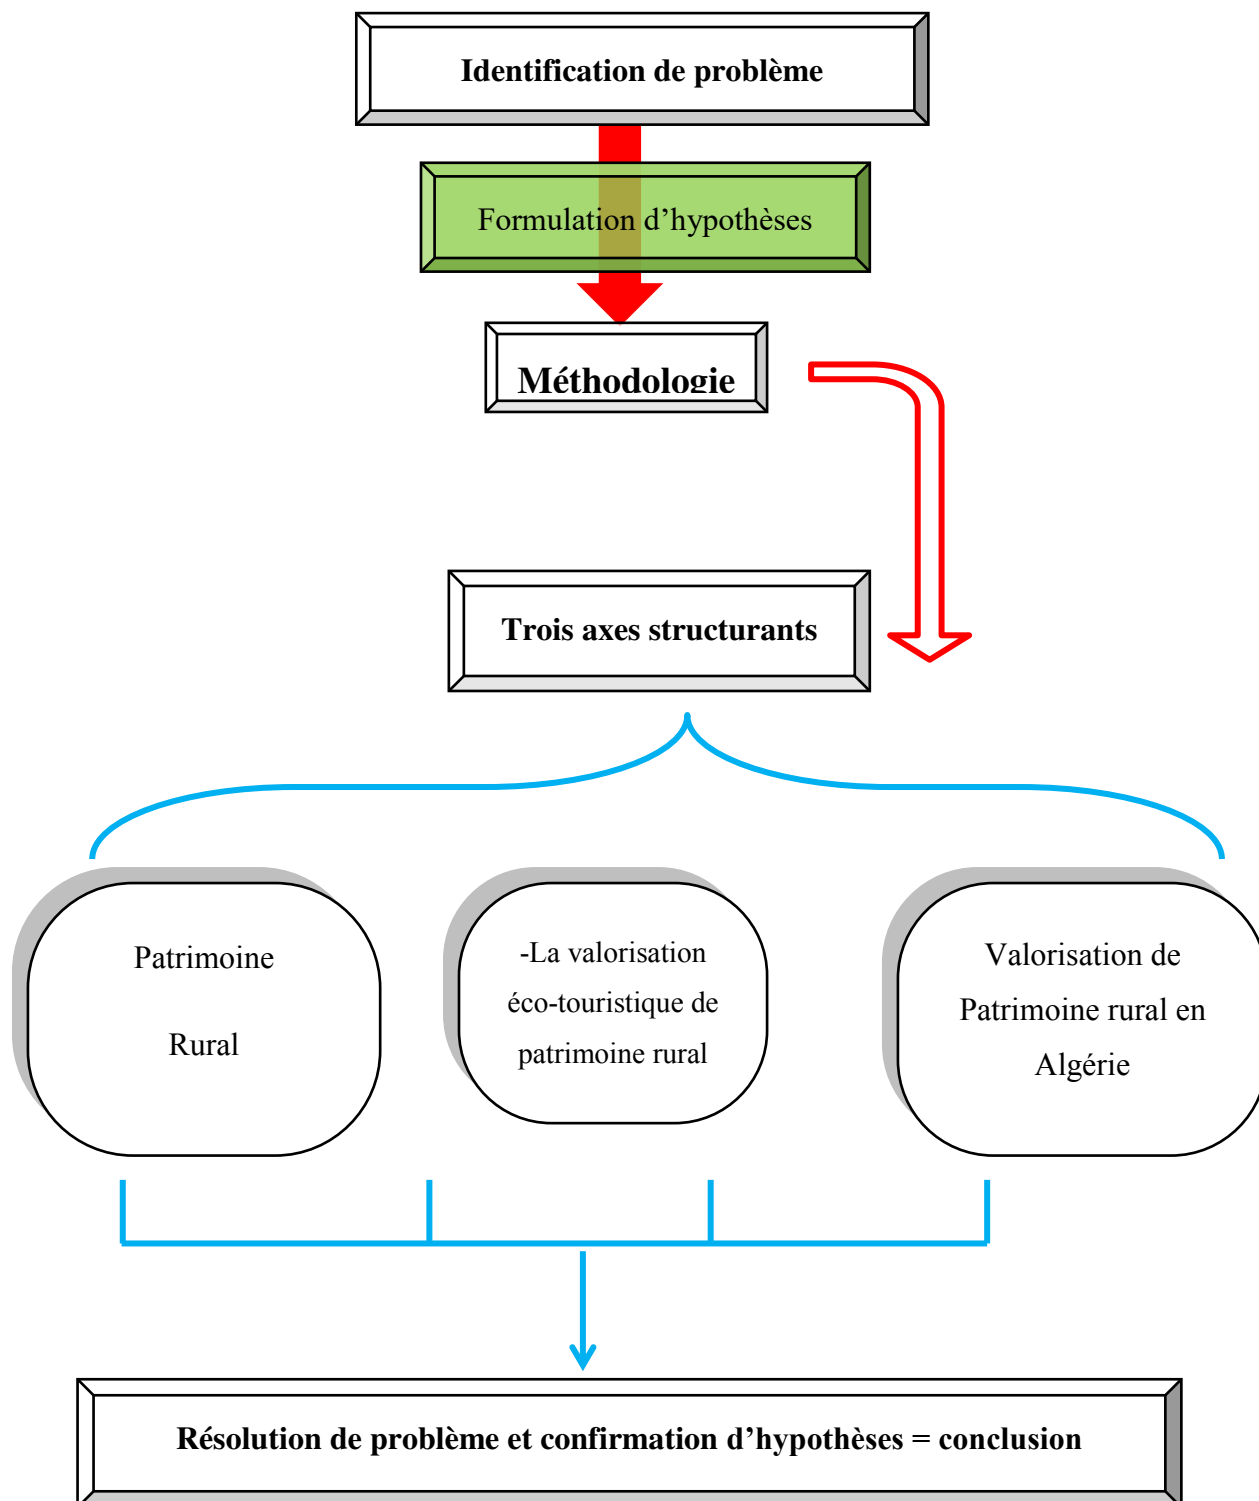 Identification de problème
Formulation d’hypothèses
Méthodologie
Trois axes structurants
Patrimoine
Rural
-La valorisation
éco-touristique de
patrimoine rural
Valorisation de
Patrimoine rural en
Algérie
Résolution de problème et confirmation d’hypothèses = conclusion